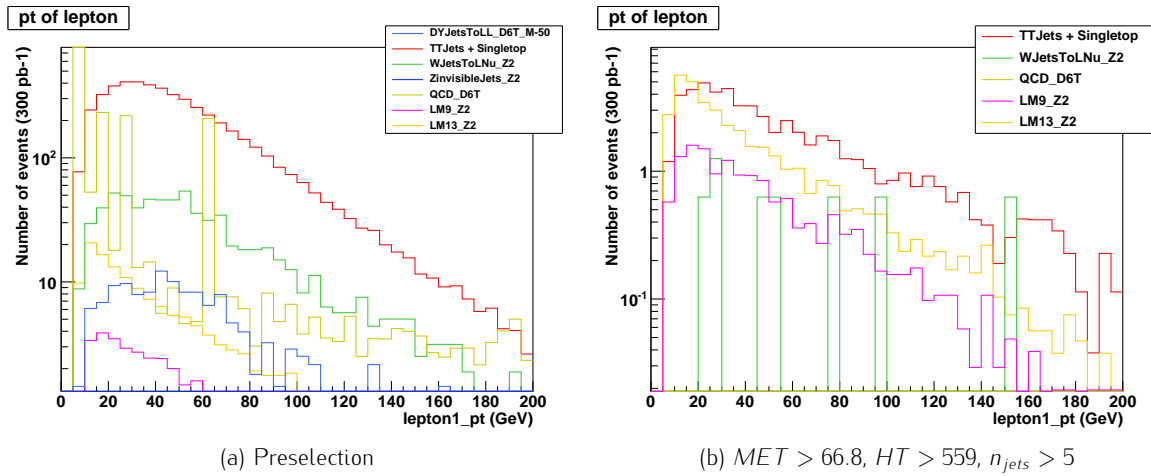 pt of lepton
Number of events (300 pb-1)
10²
10
0 20 40 60 80 100 120 140 160 180 200
lepton1_pt (GeV)
DYJetsToLL_D6T_M-50
TTJets + Singletop
WJetsToLNu_Z2
ZinvisibleJets_Z2
QCD_D6T
LM9_Z2
LM13_Z2
(a) Preselection
pt of lepton
Number of events (300 pb-1)
1
10⁻¹
0 20 40 60 80 100 120 140 160 180 200
lepton1_pt (GeV)
TTJets + Singletop
WJetsToLNu_Z2
QCD_D6T
LM9_Z2
LM13_Z2
(b) MET > 66.8, HT > 559, n_jets > 5